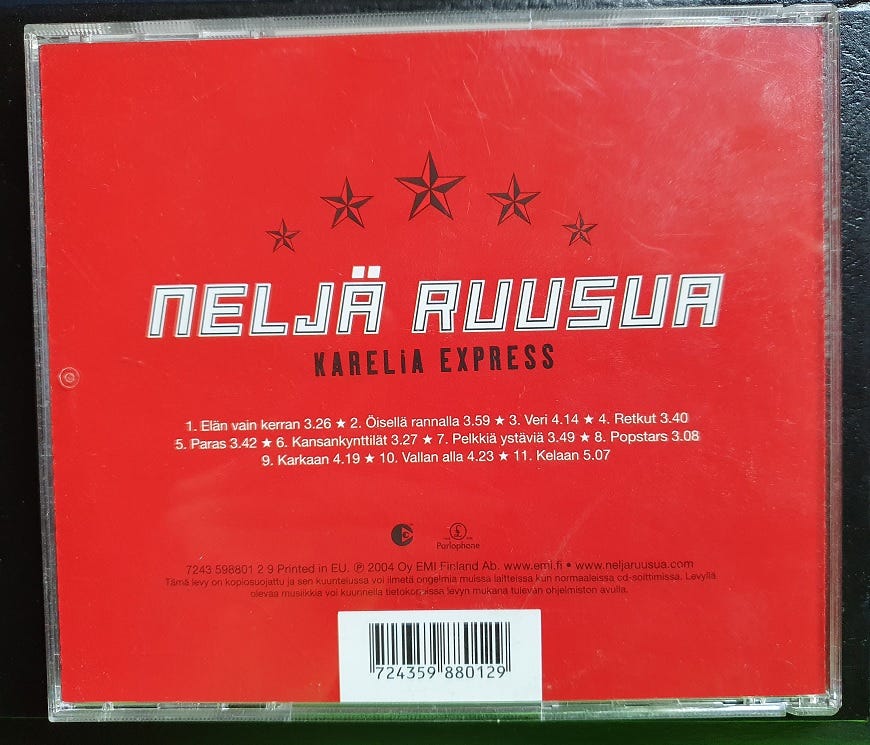 NELJÄ RUUSUA
KARELiA EXPRESS
1. Elän vain kerran 3.26 ★ 2. Öisellä rannalla 3.59 ★ 3. Veri 4.14 ★ 4. Retkut 3.40
5. Paras 3.42 ★ 6. Kansankynttilät 3.27 ★ 7. Pelkkiä ystäviä 3.49 ★ 8. Popstars 3.08
9. Karkaan 4.19 ★ 10. Vallan alla 4.23 ★ 11. Kelaan 5.07
Parlophone
7243 598801 2 9 Printed in EU. ℗ 2004 Oy EMI Finland Ab. www.emi.fi • www.neljaruusua.com
Tämä levy on kopiosuojattu ja sen kuuntelussa voi ilmetä ongelmia muissa laitteissa kun normaaleissa cd-soittimissa. Levyllä
olevaa musiikkia voi kuunnella tietokoneissa levyn mukana tulevan ohjelmiston avulla.
724359 880129